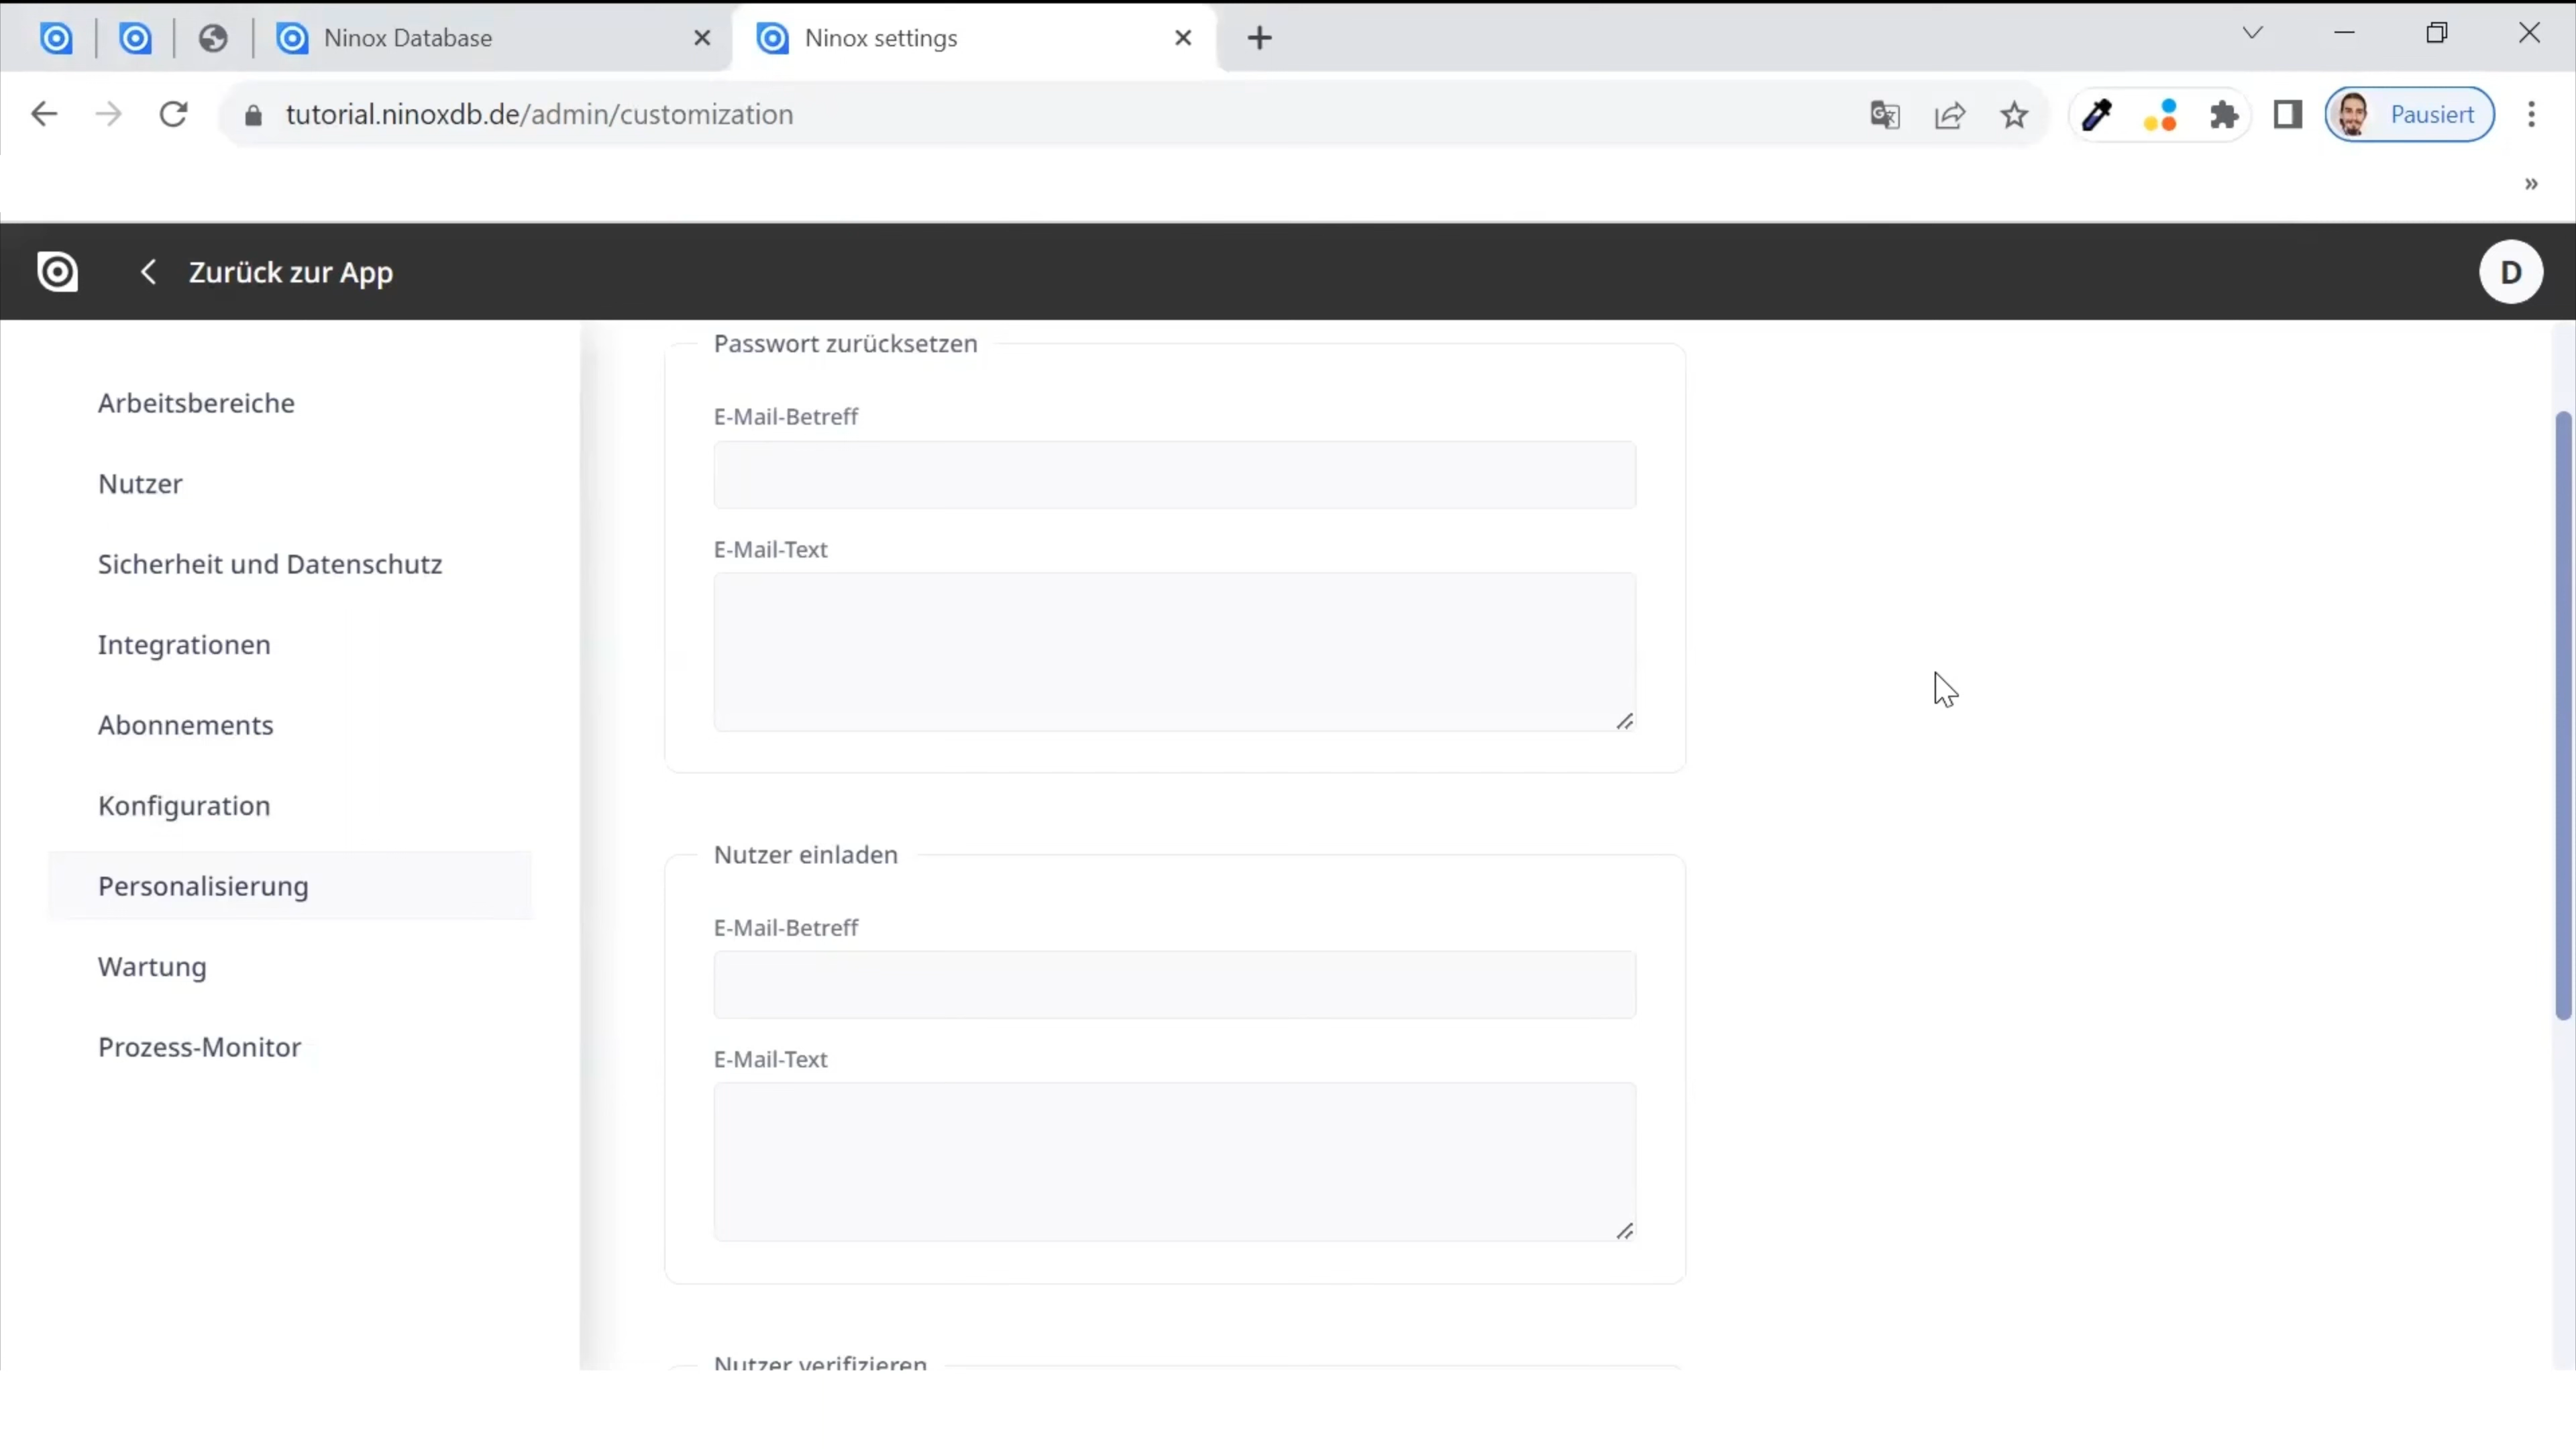 Ninox Database
Ninox settings
tutorial.ninoxdb.de/admin/customization
Pausiert
»
Zurück zur App
D
Arbeitsbereiche
Nutzer
Sicherheit und Datenschutz
Integrationen
Abonnements
Konfiguration
Personalisierung
Wartung
Prozess-Monitor
Passwort zurücksetzen
E-Mail-Betreff
E-Mail-Text
Nutzer einladen
E-Mail-Betreff
E-Mail-Text
Nutzer verifizieren